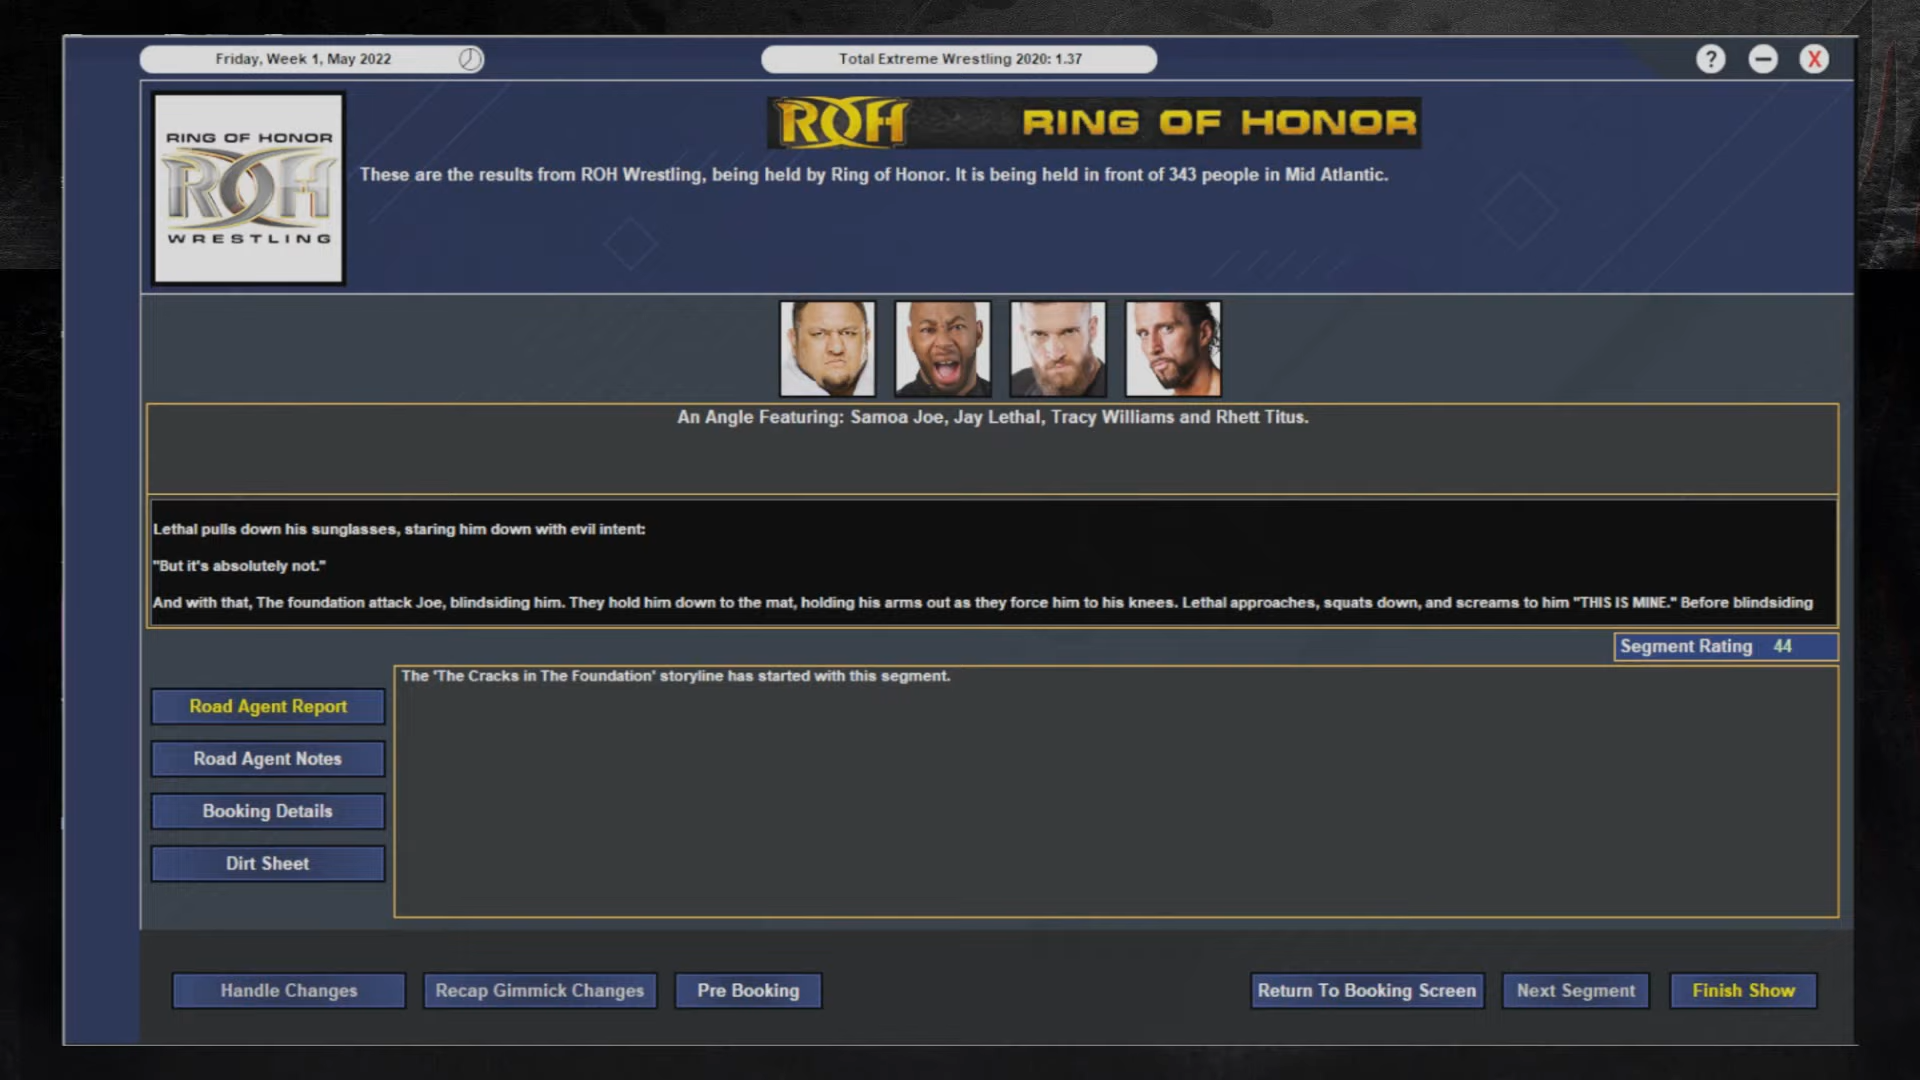 Friday, Week 1, May 2022
Total Extreme Wrestling 2020: 1.37
? X
RING OF HONOR
ROH
WRESTLING
ROH RING OF HONOR
These are the results from ROH Wrestling, being held by Ring of Honor. It is being held in front of 343 people in Mid Atlantic.
An Angle Featuring: Samoa Joe, Jay Lethal, Tracy Williams and Rhett Titus.
Lethal pulls down his sunglasses, staring him down with evil intent:
"But it's absolutely not."
And with that, The foundation attack Joe, blindsiding him. They hold him down to the mat, holding his arms out as they force him to his knees. Lethal approaches, squats down, and screams to him "THIS IS MINE." Before blindsiding
Segment Rating 44
The 'The Cracks in The Foundation' storyline has started with this segment.
Road Agent Report
Road Agent Notes
Booking Details
Dirt Sheet
Handle Changes
Recap Gimmick Changes
Pre Booking
Return To Booking Screen
Next Segment
Finish Show